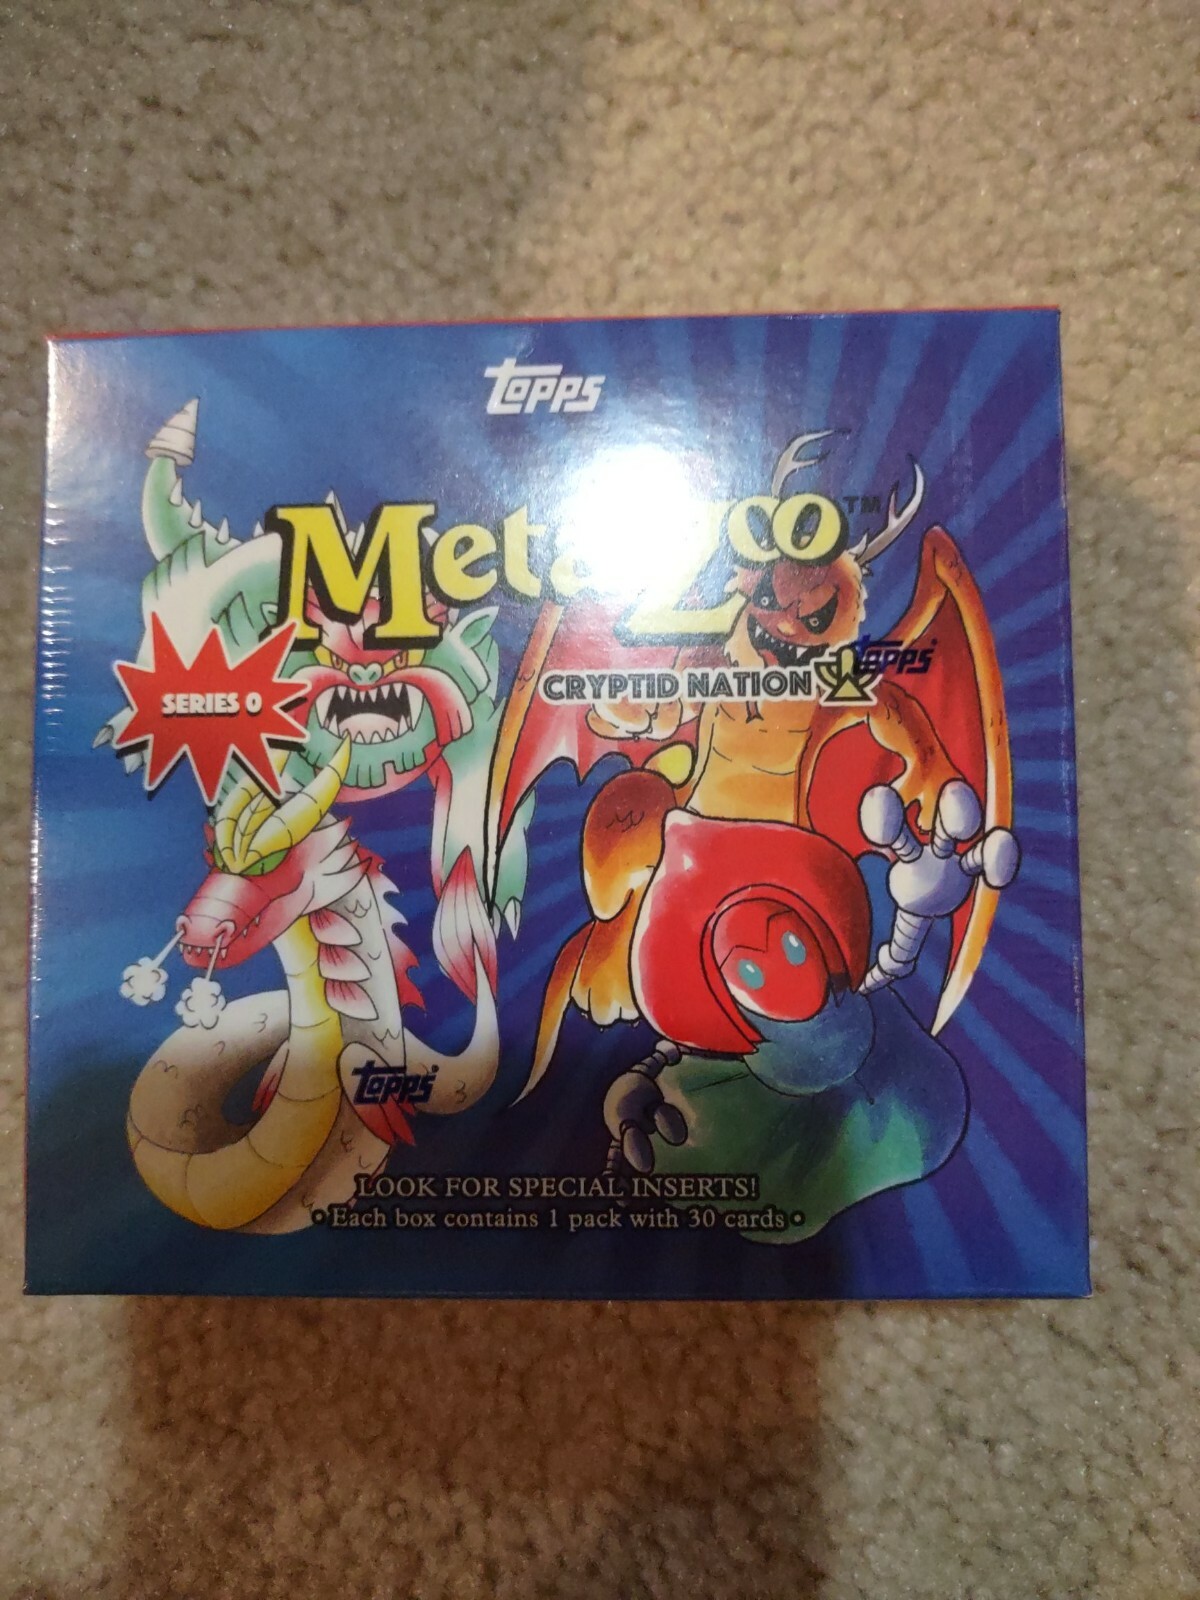 topps
MetaZoo™
CRYPTID NATION
topps
SERIES 0
topps
LOOK FOR SPECIAL INSERTS!
• Each box contains 1 pack with 30 cards •